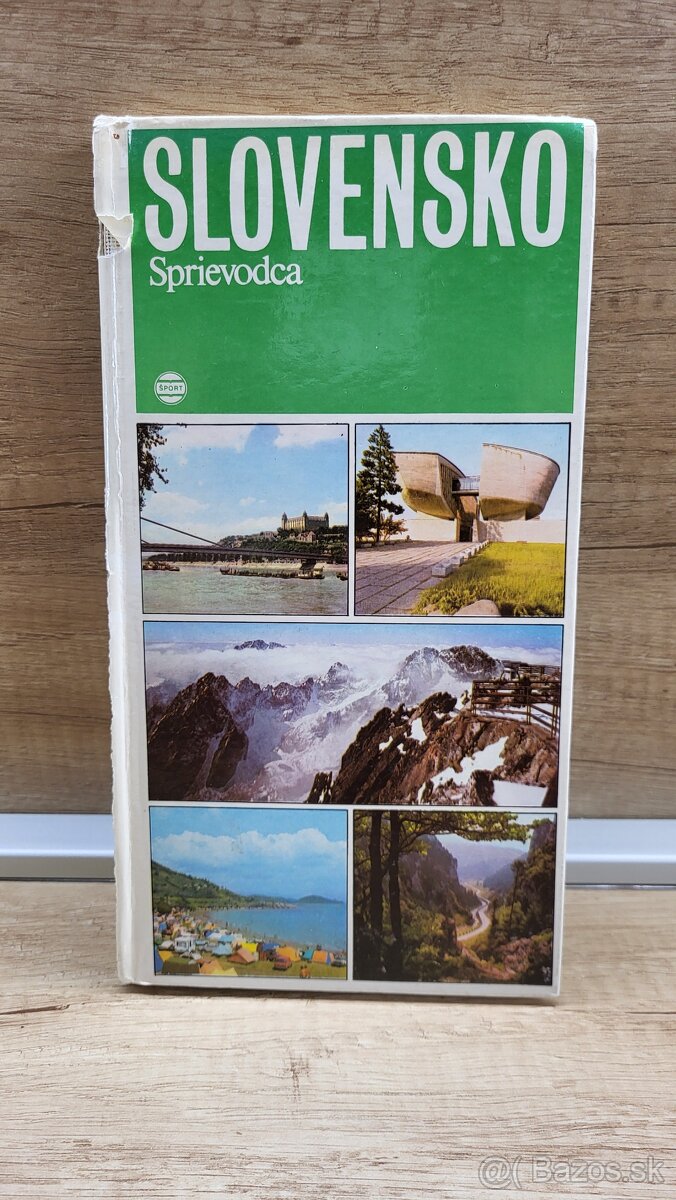 SLOVENSKO
Sprievodca
ŠPORT
@( Bazos.sk